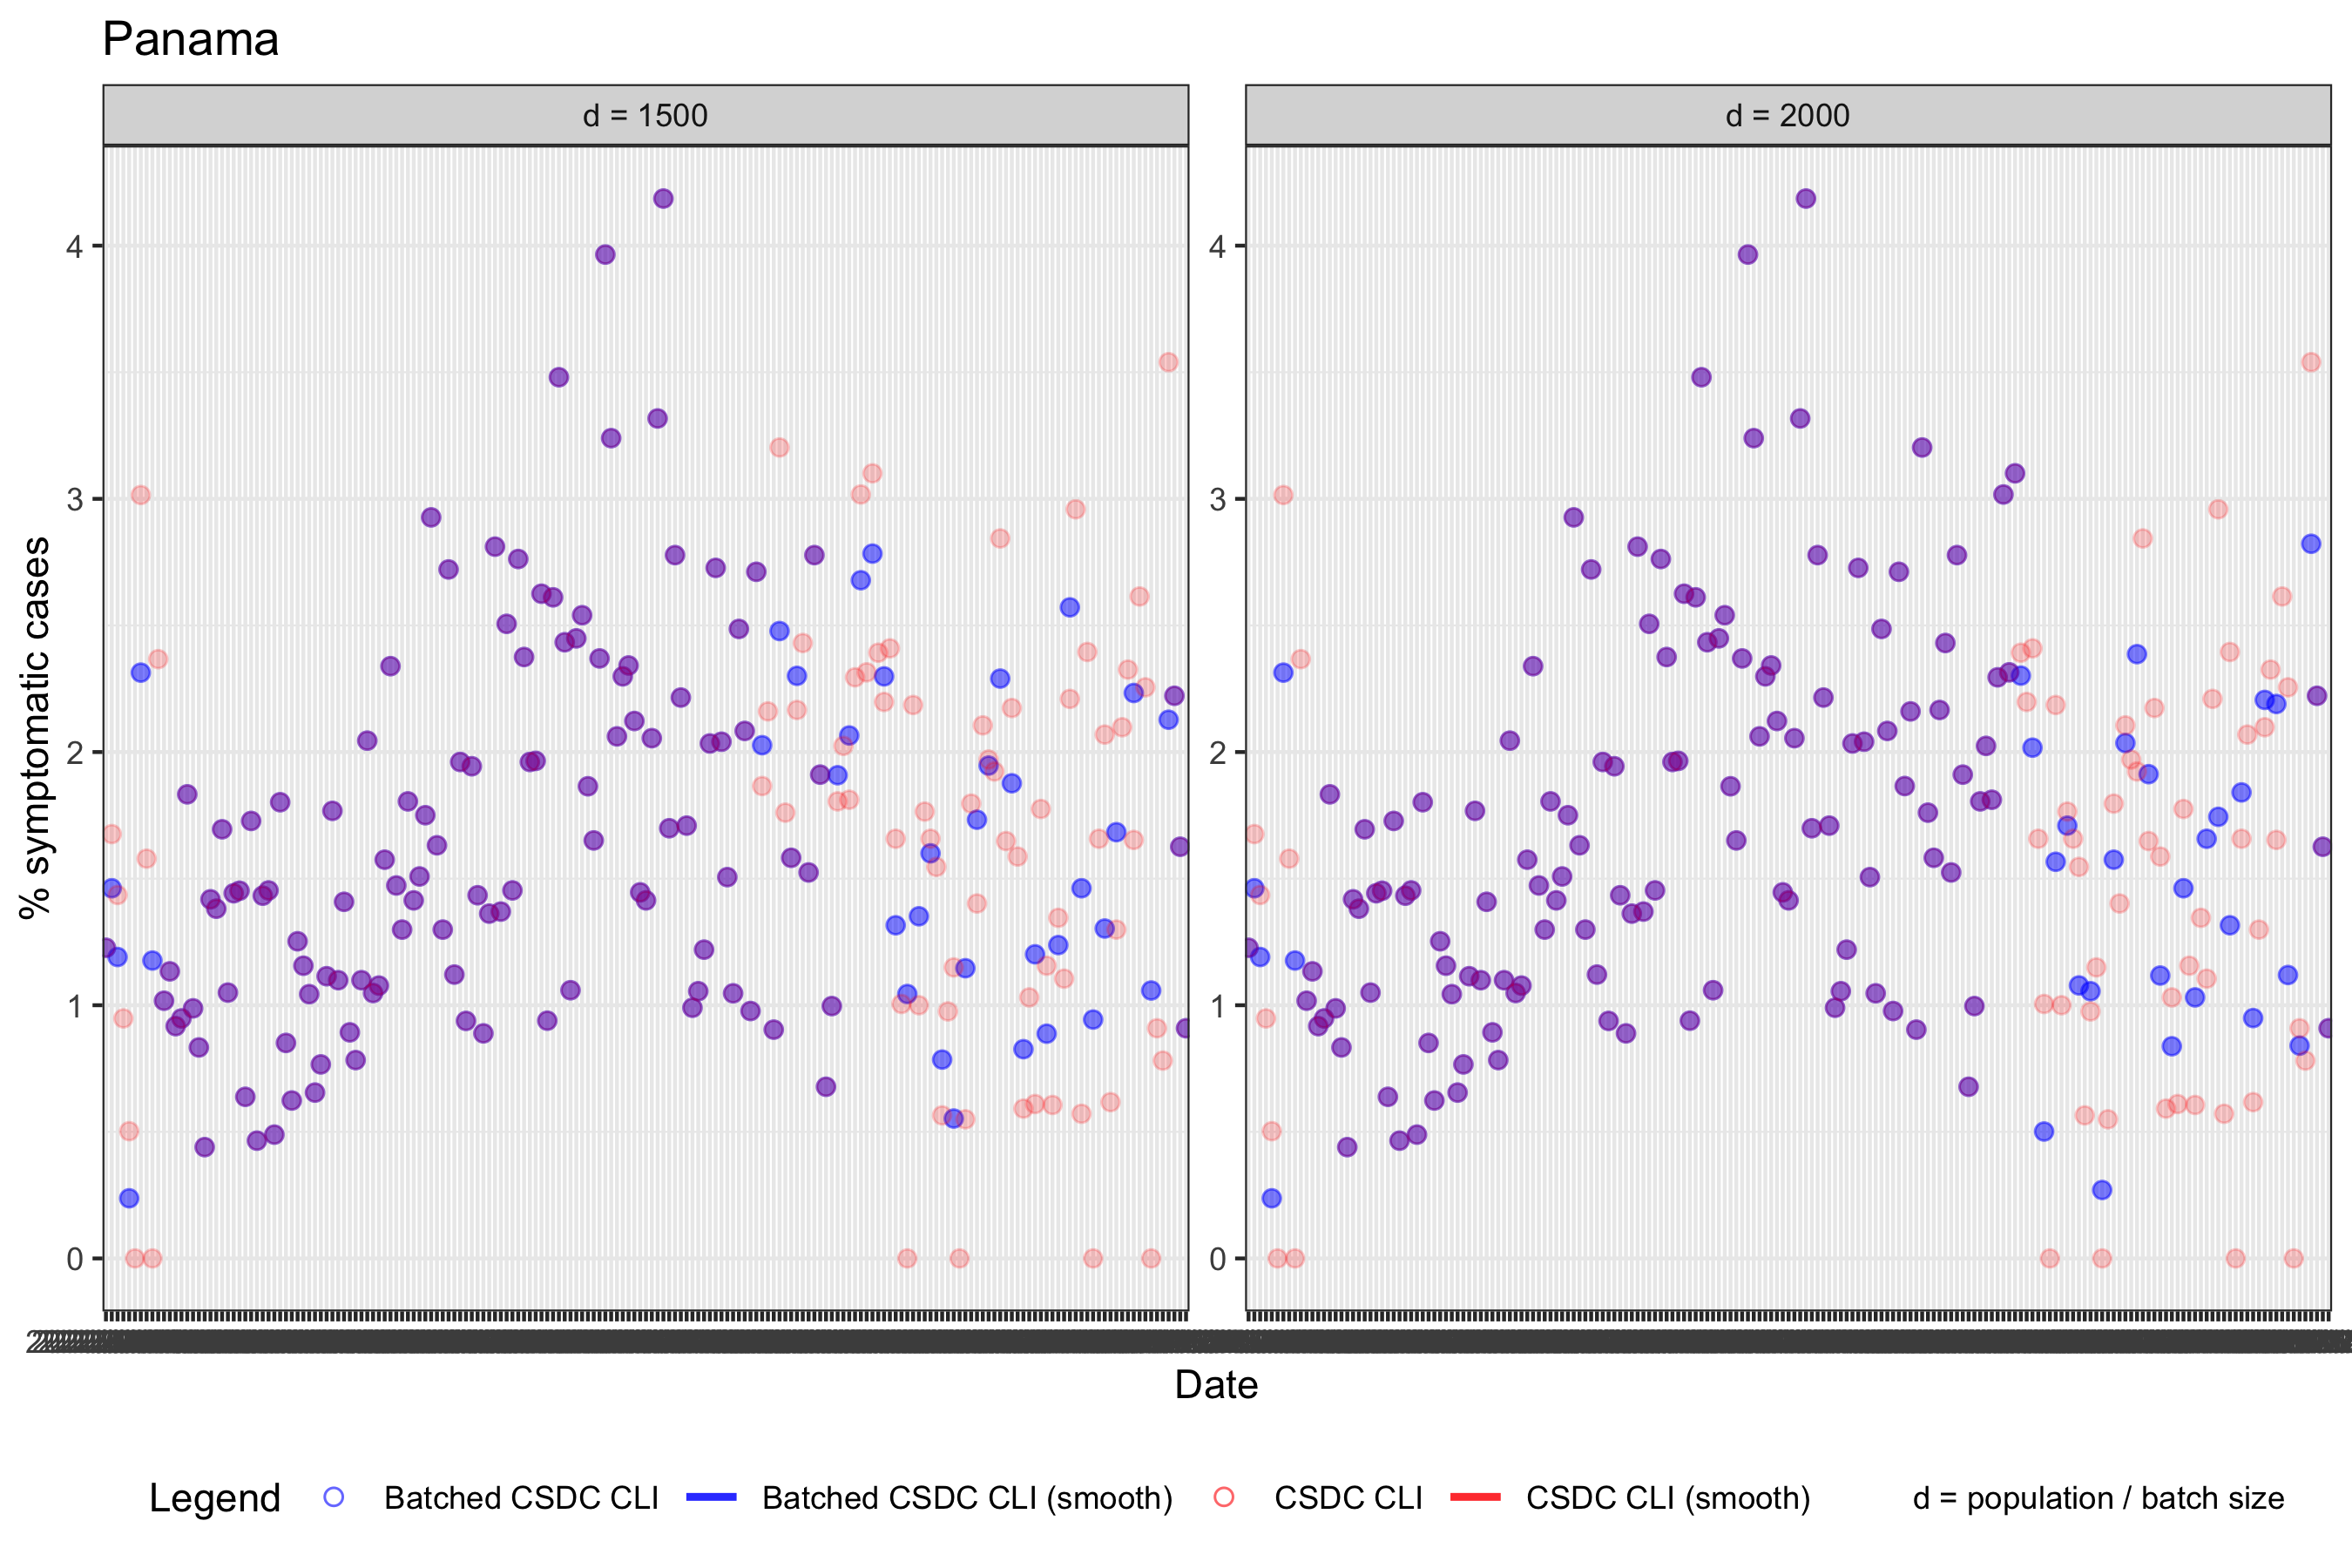 Panama
d = 1500
d = 2000
% symptomatic cases
4
3
2
1
0
4
3
2
1
0
Date
Legend
Batched CSDC CLI
Batched CSDC CLI (smooth)
CSDC CLI
CSDC CLI (smooth)
d = population / batch size